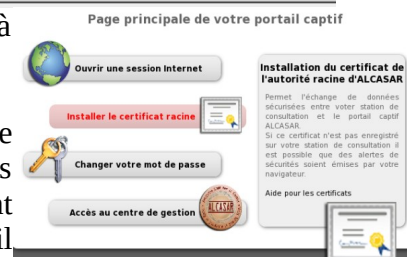 à
Page principale de votre portail captif
Ouvrir une session Internet
Installer le certificat racine
Changer votre mot de passe
Accès au centre de gestion
ALCASAR
Installation du certificat de
l'autorité racine d'ALCASAR
Permet l'échange de données
sécurisées entre voter station de
consultation et le portail captif
ALCASAR.
Si ce certificat n'est pas enregistré
sur votre station de consultation il
est possible que des alertes de
sécurités soient émises par votre
navigateur.
Aide pour les certificats
e
s
nt
il